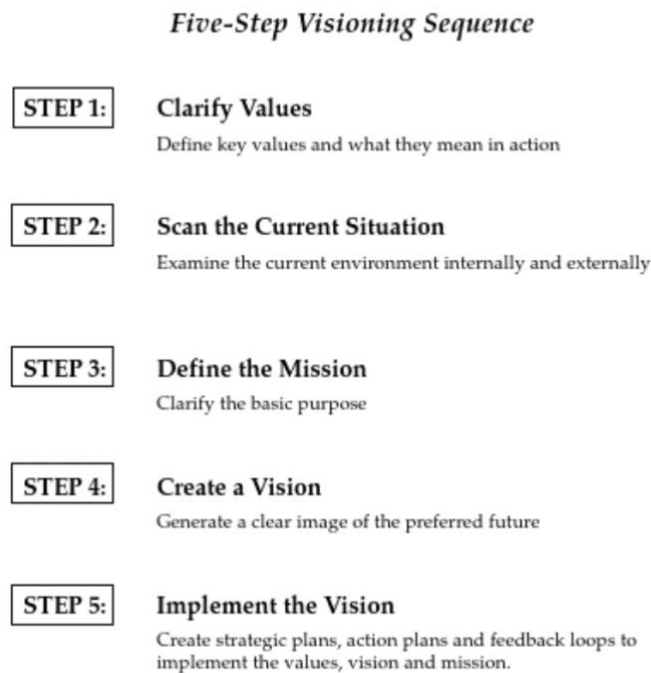 Five-Step Visioning Sequence
STEP 1: Clarify Values
Define key values and what they mean in action
STEP 2: Scan the Current Situation
Examine the current environment internally and externally
STEP 3: Define the Mission
Clarify the basic purpose
STEP 4: Create a Vision
Generate a clear image of the preferred future
STEP 5: Implement the Vision
Create strategic plans, action plans and feedback loops to
implement the values, vision and mission.